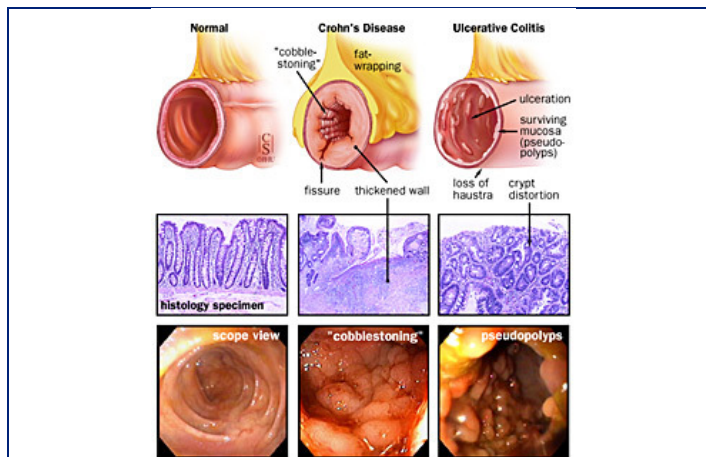 Normal
Crohn's Disease
Ulcerative Colitis
"cobble-
stoning"
fat-
wrapping
ulceration
surviving
mucosa
(pseudo-
polyps)
fissure
thickened wall
loss of
haustra
crypt
distortion
histology specimen
scope view
"cobblestoning"
pseudopolyps